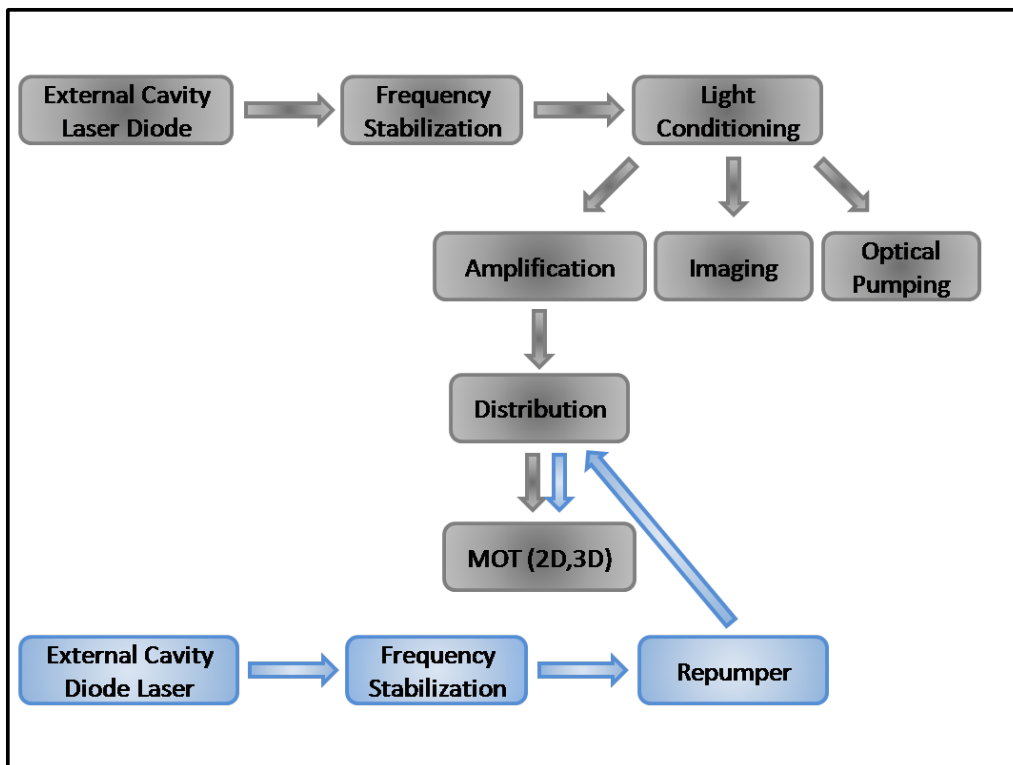 External Cavity
Laser Diode
Frequency
Stabilization
Light
Conditioning
Amplification
Imaging
Optical
Pumping
Distribution
MOT (2D,3D)
External Cavity
Diode Laser
Frequency
Stabilization
Repumper